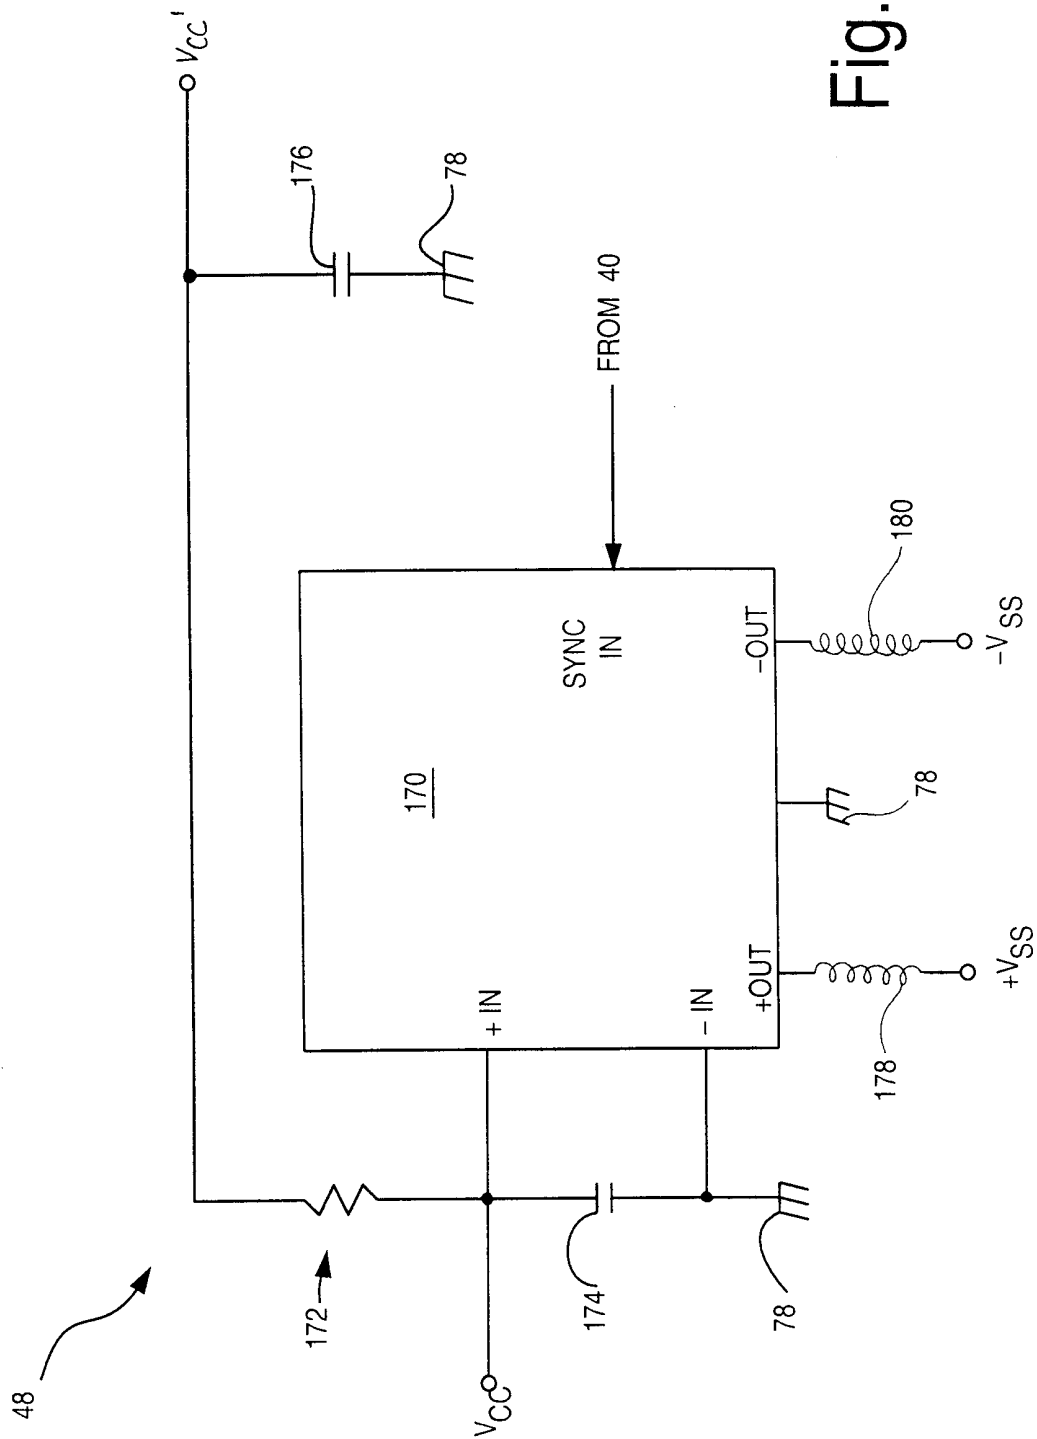 48
V_CC'
176
78
172
170
+ IN
SYNC
IN
FROM 40
V_CC
174
- IN
78
+OUT
-OUT
178
78
180
+V_SS
-V_SS
Fig.